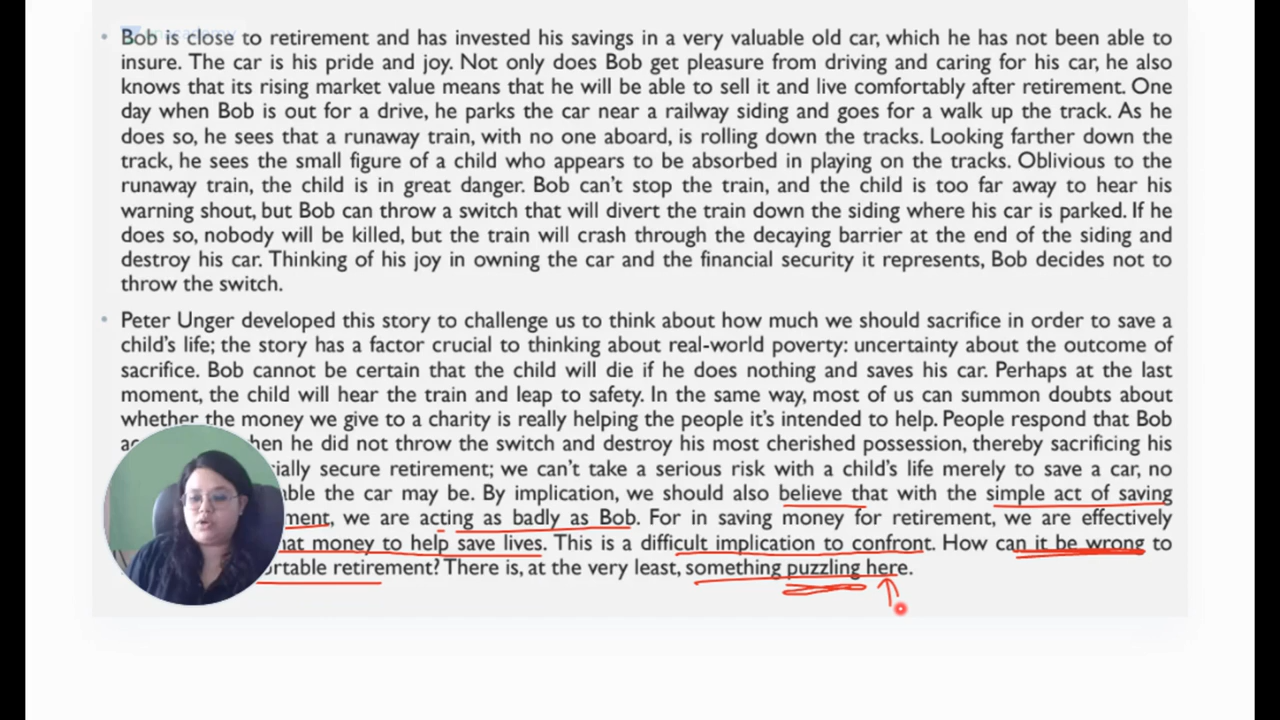 Bob is close to retirement and has invested his savings in a very valuable old car, which he has not been able to
insure. The car is his pride and joy. Not only does Bob get pleasure from driving and caring for his car, he also
knows that its rising market value means that he will be able to sell it and live comfortably after retirement. One
day when Bob is out for a drive, he parks the car near a railway siding and goes for a walk up the track. As he
does so, he sees that a runaway train, with no one aboard, is rolling down the tracks. Looking farther down the
track, he sees the small figure of a child who appears to be absorbed in playing on the tracks. Oblivious to the
runaway train, the child is in great danger. Bob can't stop the train, and the child is too far away to hear his
warning shout, but Bob can throw a switch that will divert the train down the siding where his car is parked. If he
does so, nobody will be killed, but the train will crash through the decaying barrier at the end of the siding and
destroy his car. Thinking of his joy in owning the car and the financial security it represents, Bob decides not to
throw the switch.
Peter Unger developed this story to challenge us to think about how much we should sacrifice in order to save a
child's life; the story has a factor crucial to thinking about real-world poverty: uncertainty about the outcome of
sacrifice. Bob cannot be certain that the child will die if he does nothing and saves his car. Perhaps at the last
moment, the child will hear the train and leap to safety. In the same way, most of us can summon doubts about
whether the money we give to a charity is really helping the people it's intended to help. People respond that Bob
hen he did not throw the switch and destroy his most cherished possession, thereby sacrificing his
cially secure retirement; we can't take a serious risk with a child's life merely to save a car, no
able the car may be. By implication, we should also believe that with the simple act of saving
ment, we are acting as badly as Bob. For in saving money for retirement, we are effectively
hat money to help save lives. This is a difficult implication to confront. How can it be wrong to
ortable retirement? There is, at the very least, something puzzling here.